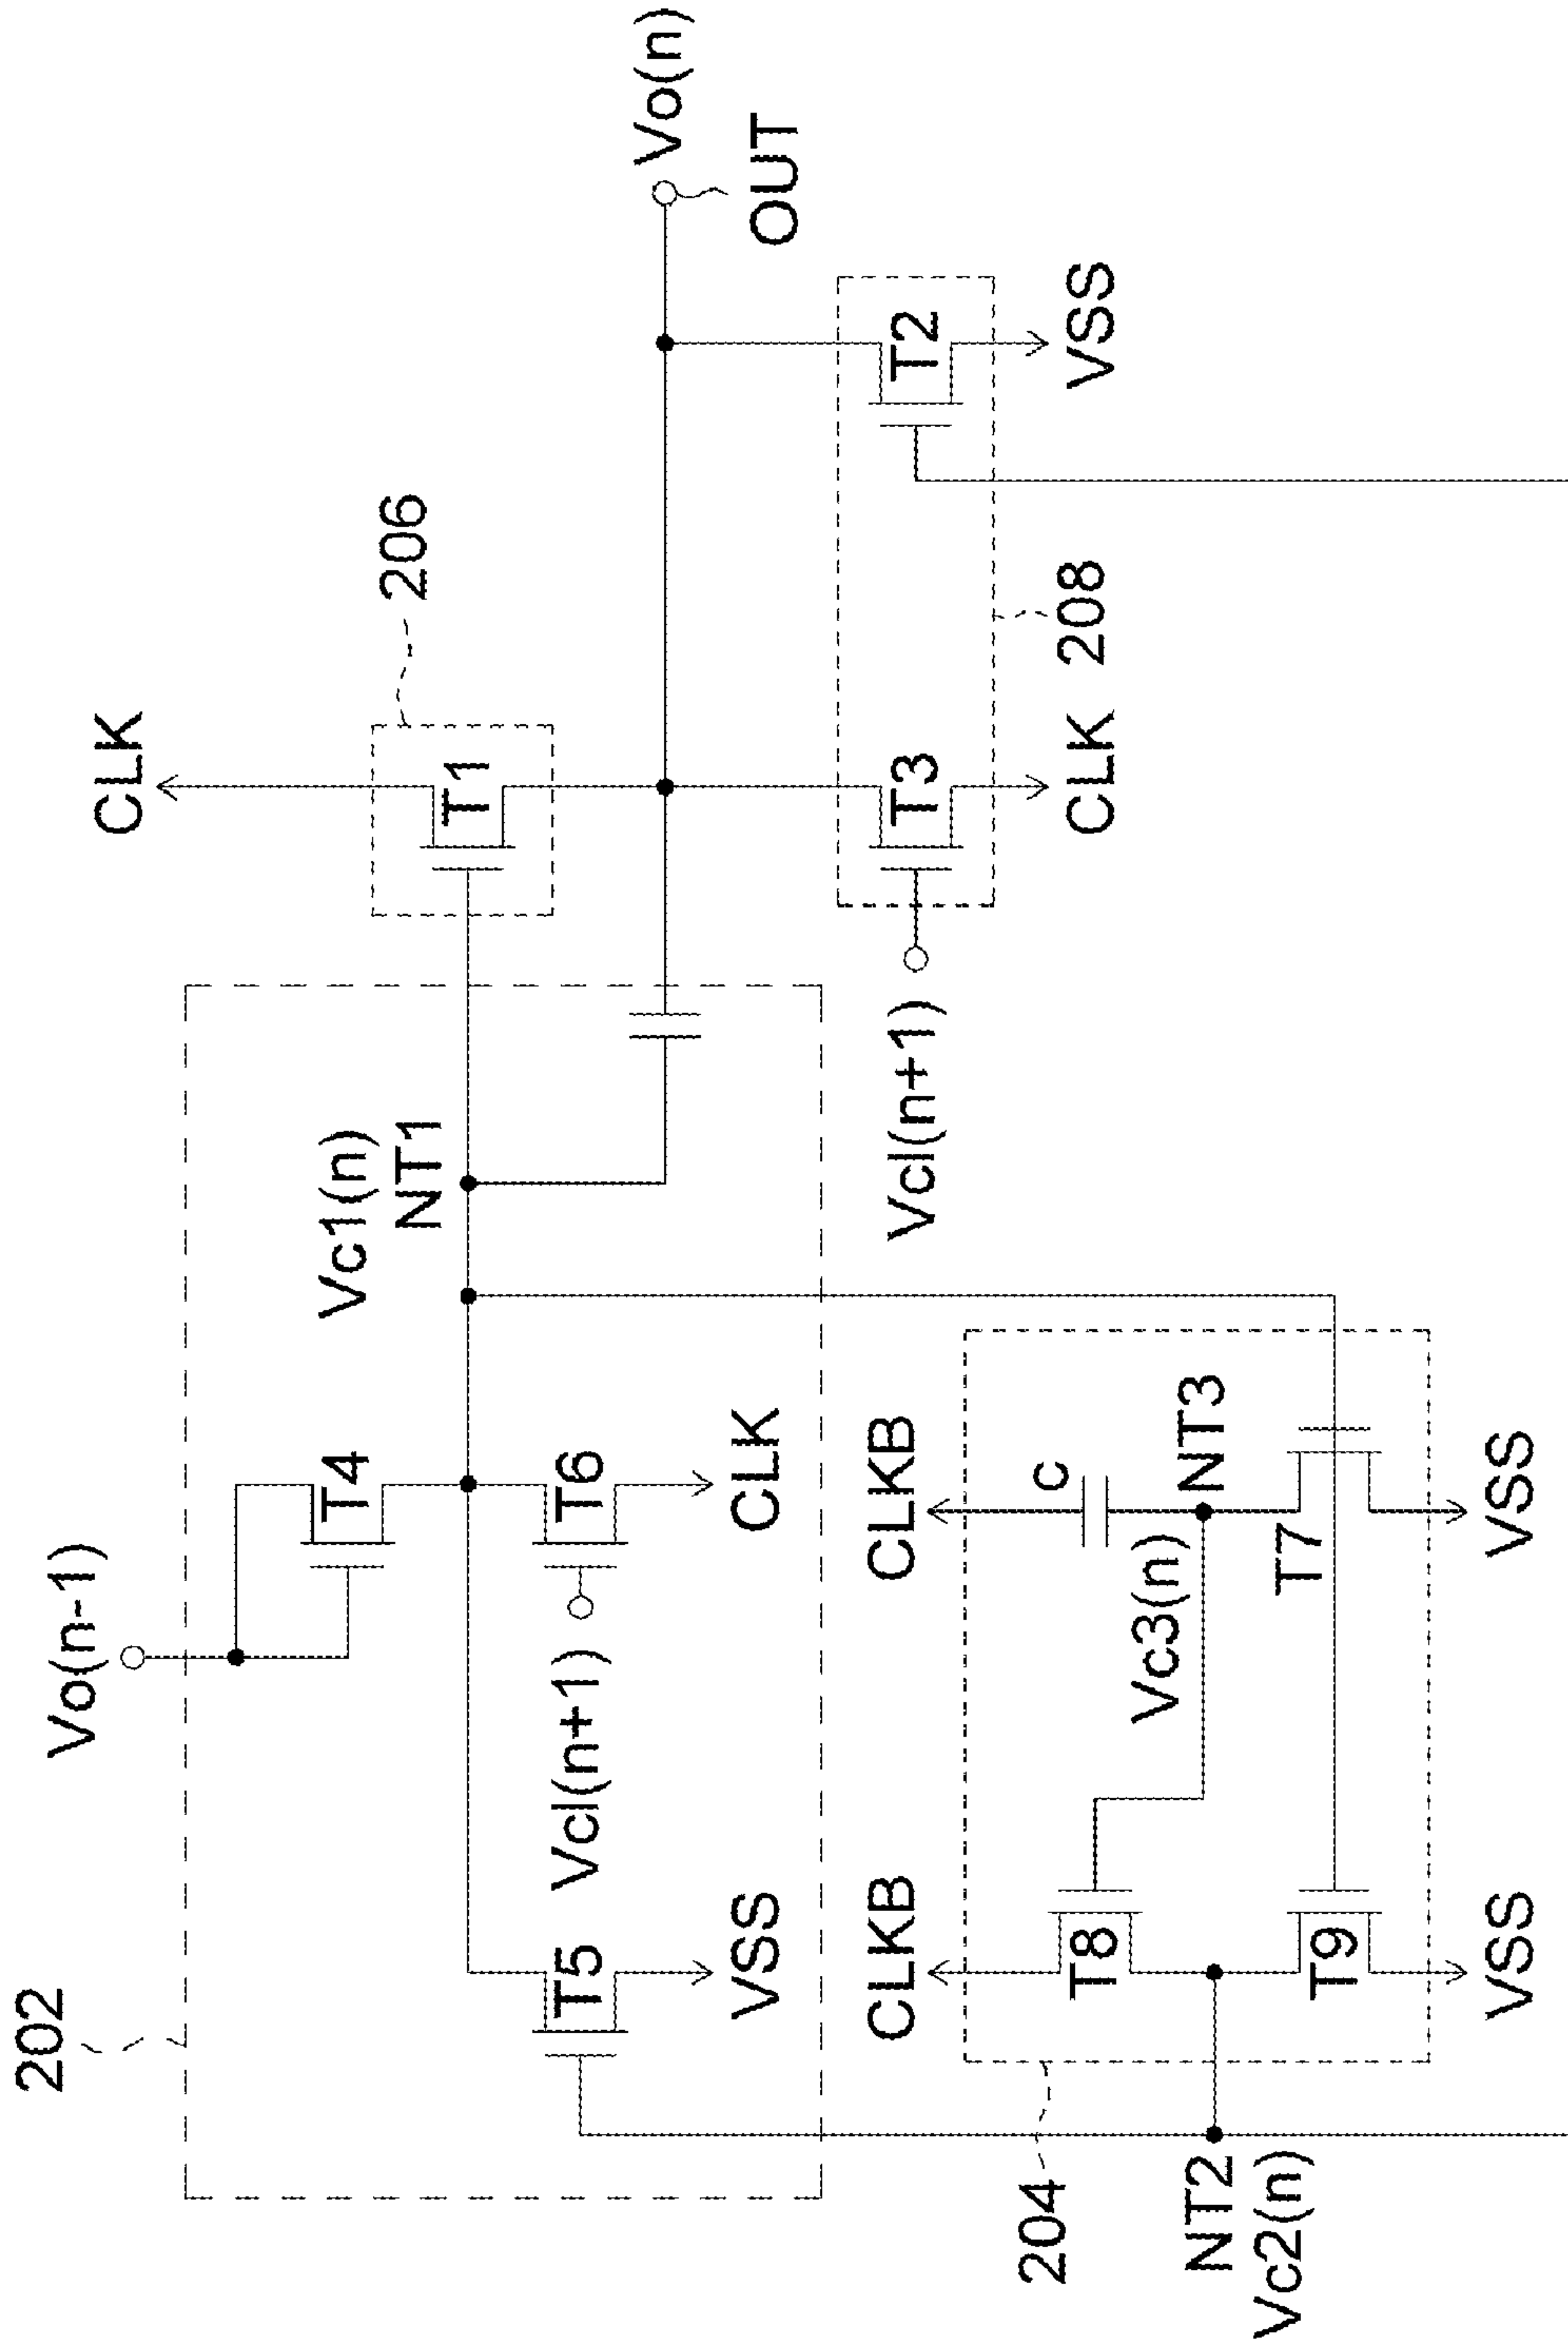 202
Vo(n-1)
T4
Vc1(n)
NT1
T5
VSS
Vcl(n+1)
T6
CLK
CLK
206
T1
Vo(n)
OUT
Vcl(n+1)
T3
CLK
208
T2
VSS
204
NT2
Vc2(n)
CLKB
T8
T9
VSS
CLKB
c
Vc3(n)
NT3
T7
VSS